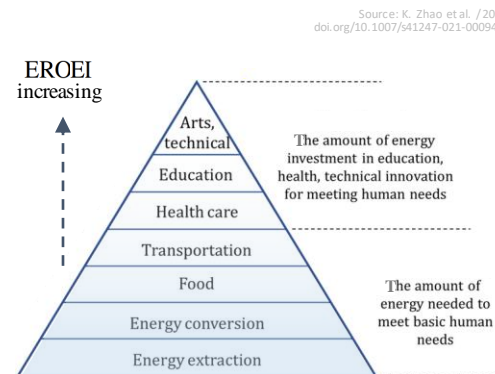 Source: K. Zhao et al. /20
doi.org/10.1007/s41247-021-00094
EROEI
increasing
Arts,
technical
Education
Health care
Transportation
Food
Energy conversion
Energy extraction
The amount of energy
investment in education,
health, technical innovation
for meeting human needs
The amount of
energy needed to
meet basic human
needs